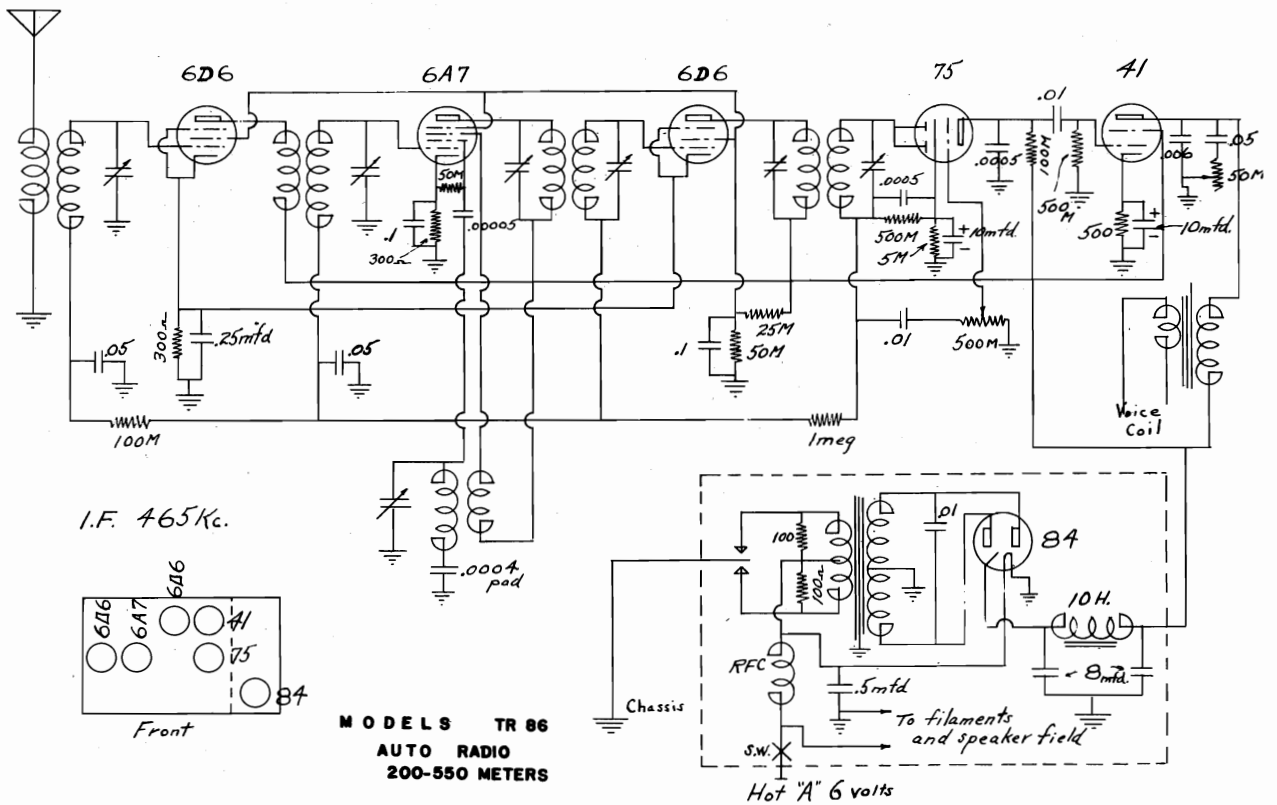 6D6
6A7
6D6
75
41
.01
.0005
100M
500M
.006
.05
50M
50M
.1
300Ω
.00005
.0005
500M
5M
+
-
10mtd.
500
+
-
10mtd.
300Ω
.25mfd
.05
.05
.1
25M
50M
.01
500M
100M
1meg
Voice
Coil
I.F. 465Kc.
.0004
pad
100
100Ω
.01
84
10H.
8mtd.
RFC
.5mtd
Chassis
To filaments
and speaker field
S.W.
Hot "A" 6 volts
6D6
6A7
6D6
41
75
84
Front
MODELS TR 86
AUTO RADIO
200-550 METERS